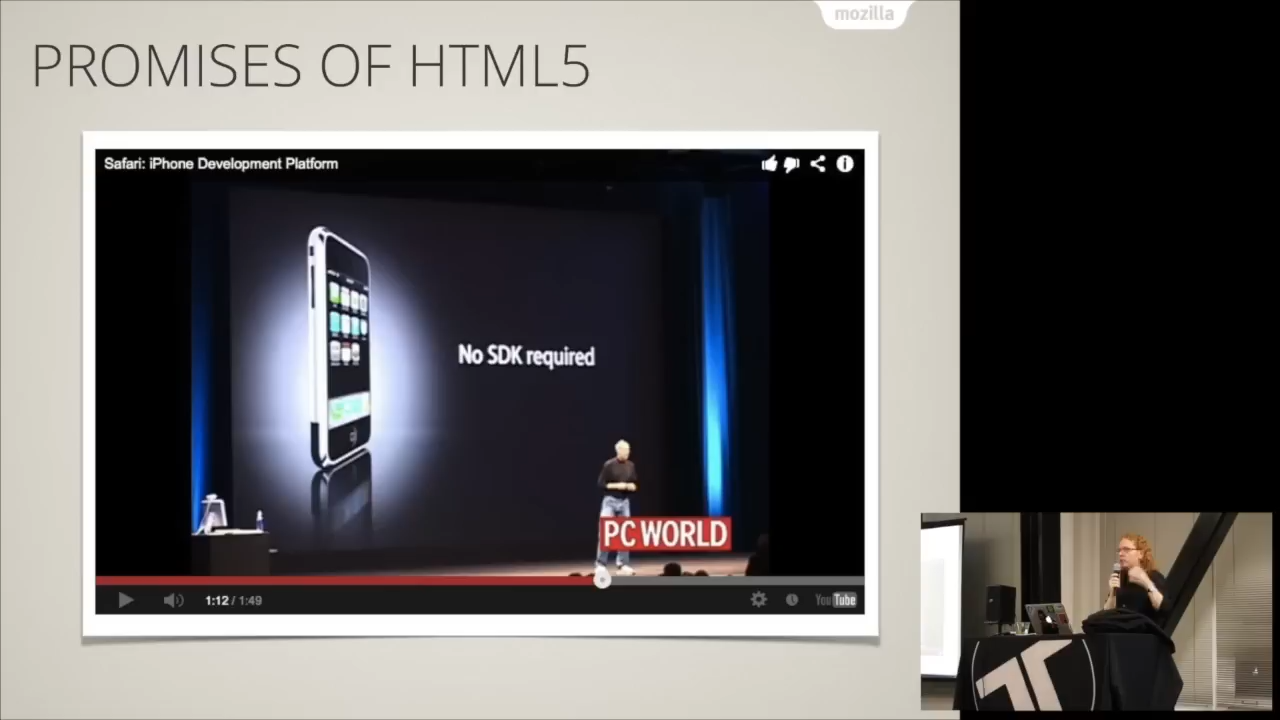 mozilla
PROMISES OF HTML5
Safari: iPhone Development Platform
No SDK required
PC WORLD
1:12 / 1:49
YouTube